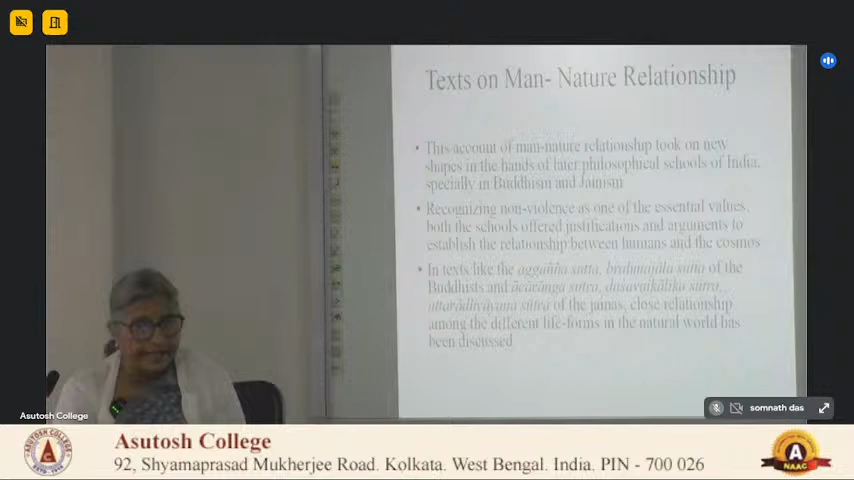 Texts on Man- Nature Relationship
• This account of man-nature relationship took on new
shapes in the hands of later philosophical schools of India,
specially in Buddhism and Jainism
• Recognizing non-violence as one of the essential values,
both the schools offered justifications and arguments to
establish the relationship between humans and the cosmos
• In texts like the aggañña sutta, brahmajāla sutta of the
Buddhists and ācārānga sutra, dasavaikālika sūtra,
uttarādhyayana sūtra of the jainas, close relationship
among the different life-forms in the natural world has
been discussed
Asutosh College
somnath das
Asutosh College
92, Shyamaprasad Mukherjee Road, Kolkata, West Bengal, India, PIN - 700 026
A
NAAC